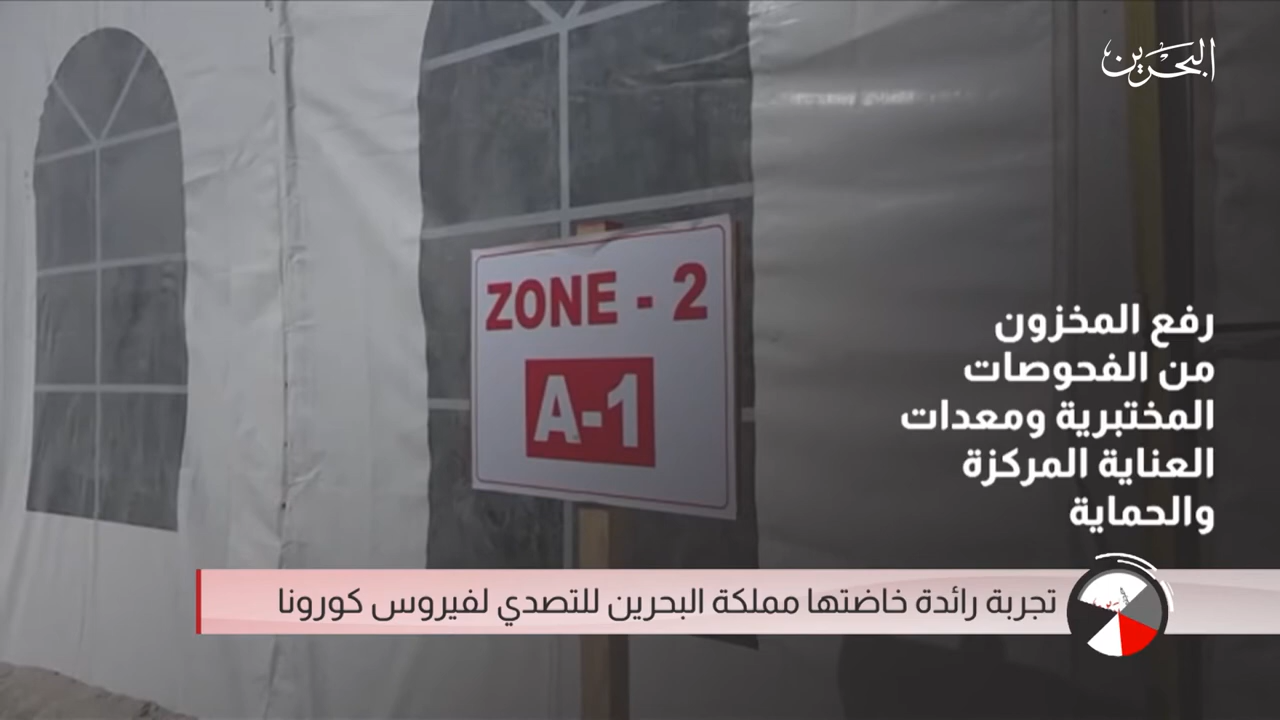 البحرين
ZONE - 2
A-1
رفع المخزون
من الفحوصات
المختبرية ومعدات
العناية المركزة
والحماية
تجربة رائدة خاضتها مملكة البحرين للتصدي لفيروس كورونا